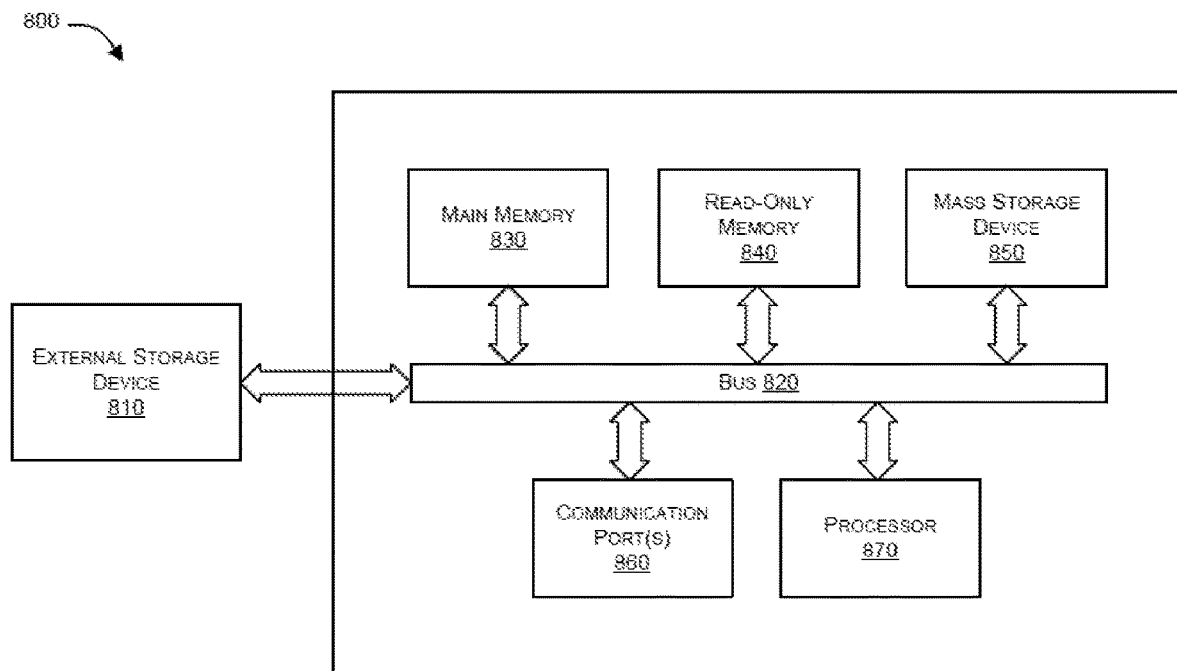 800
MAIN MEMORY
830
READ-ONLY
MEMORY
840
MASS STORAGE
DEVICE
850
EXTERNAL STORAGE
DEVICE
810
BUS 820
COMMUNICATION
PORT(S)
860
PROCESSOR
870